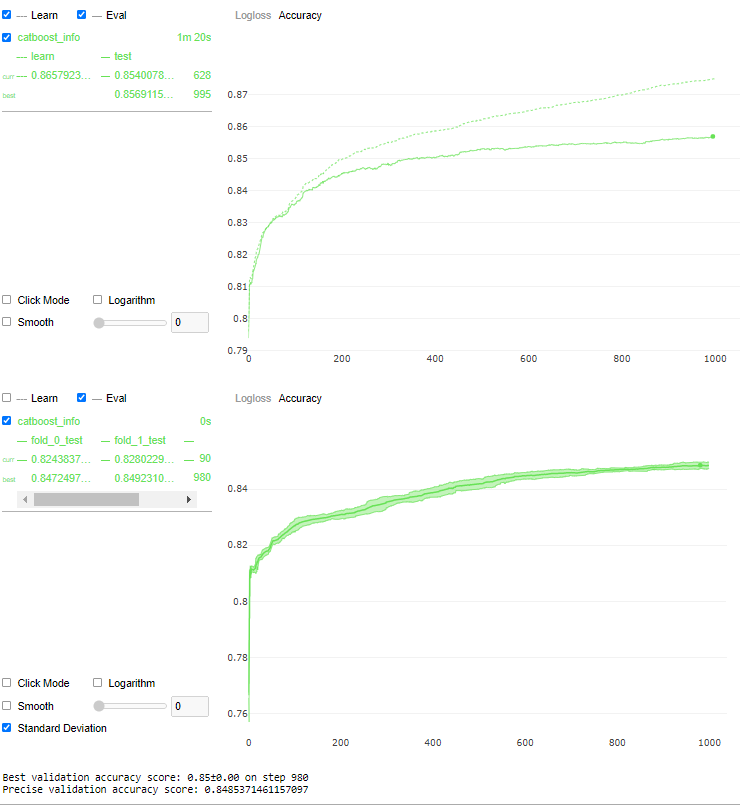 --- Learn — Eval
catboost_info 1m 20s
— learn — test
curr — 0.8657923... — 0.8540078... 628
best 0.8569115... 995
Click Mode Logarithm
Smooth 0
Logloss Accuracy
0.87
0.86
0.85
0.84
0.83
0.82
0.81
0.8
0.79
0 200 400 600 800 1000
--- Learn — Eval
catboost_info 0s
— fold_0_test — fold_1_test —
curr — 0.8243837... — 0.8280229... — 90
best 0.8472497... 0.8492310... 980
Click Mode Logarithm
Smooth 0
Standard Deviation
Logloss Accuracy
0.84
0.82
0.8
0.78
0.76
0 200 400 600 800 1000
Best validation accuracy score: 0.85±0.00 on step 980
Precise validation accuracy score: 0.8485371461157097